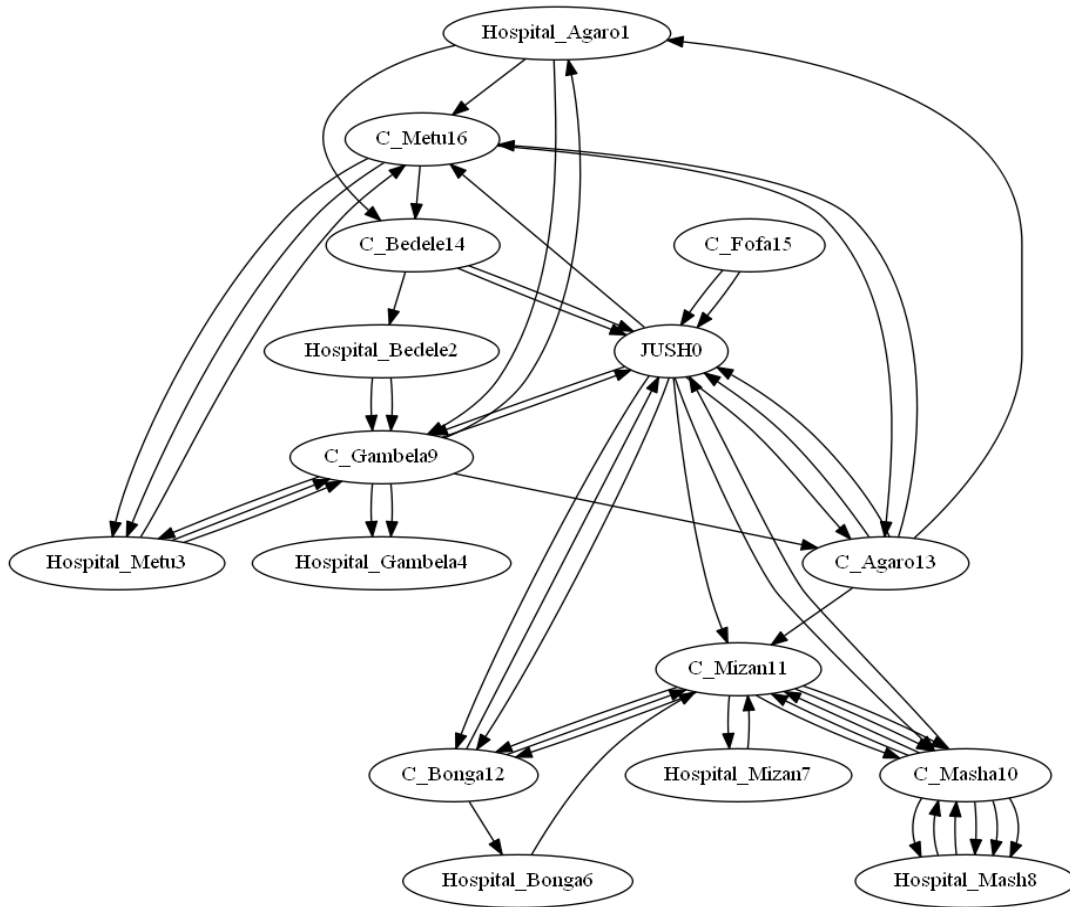 Hospital_Agaro1
C_Metu16
C_Bedele14
C_Fofa15
Hospital_Bedele2
JUSH0
C_Gambela9
Hospital_Metu3
Hospital_Gambela4
C_Agaro13
C_Mizan11
C_Bonga12
Hospital_Mizan7
C_Masha10
Hospital_Bonga6
Hospital_Mash8